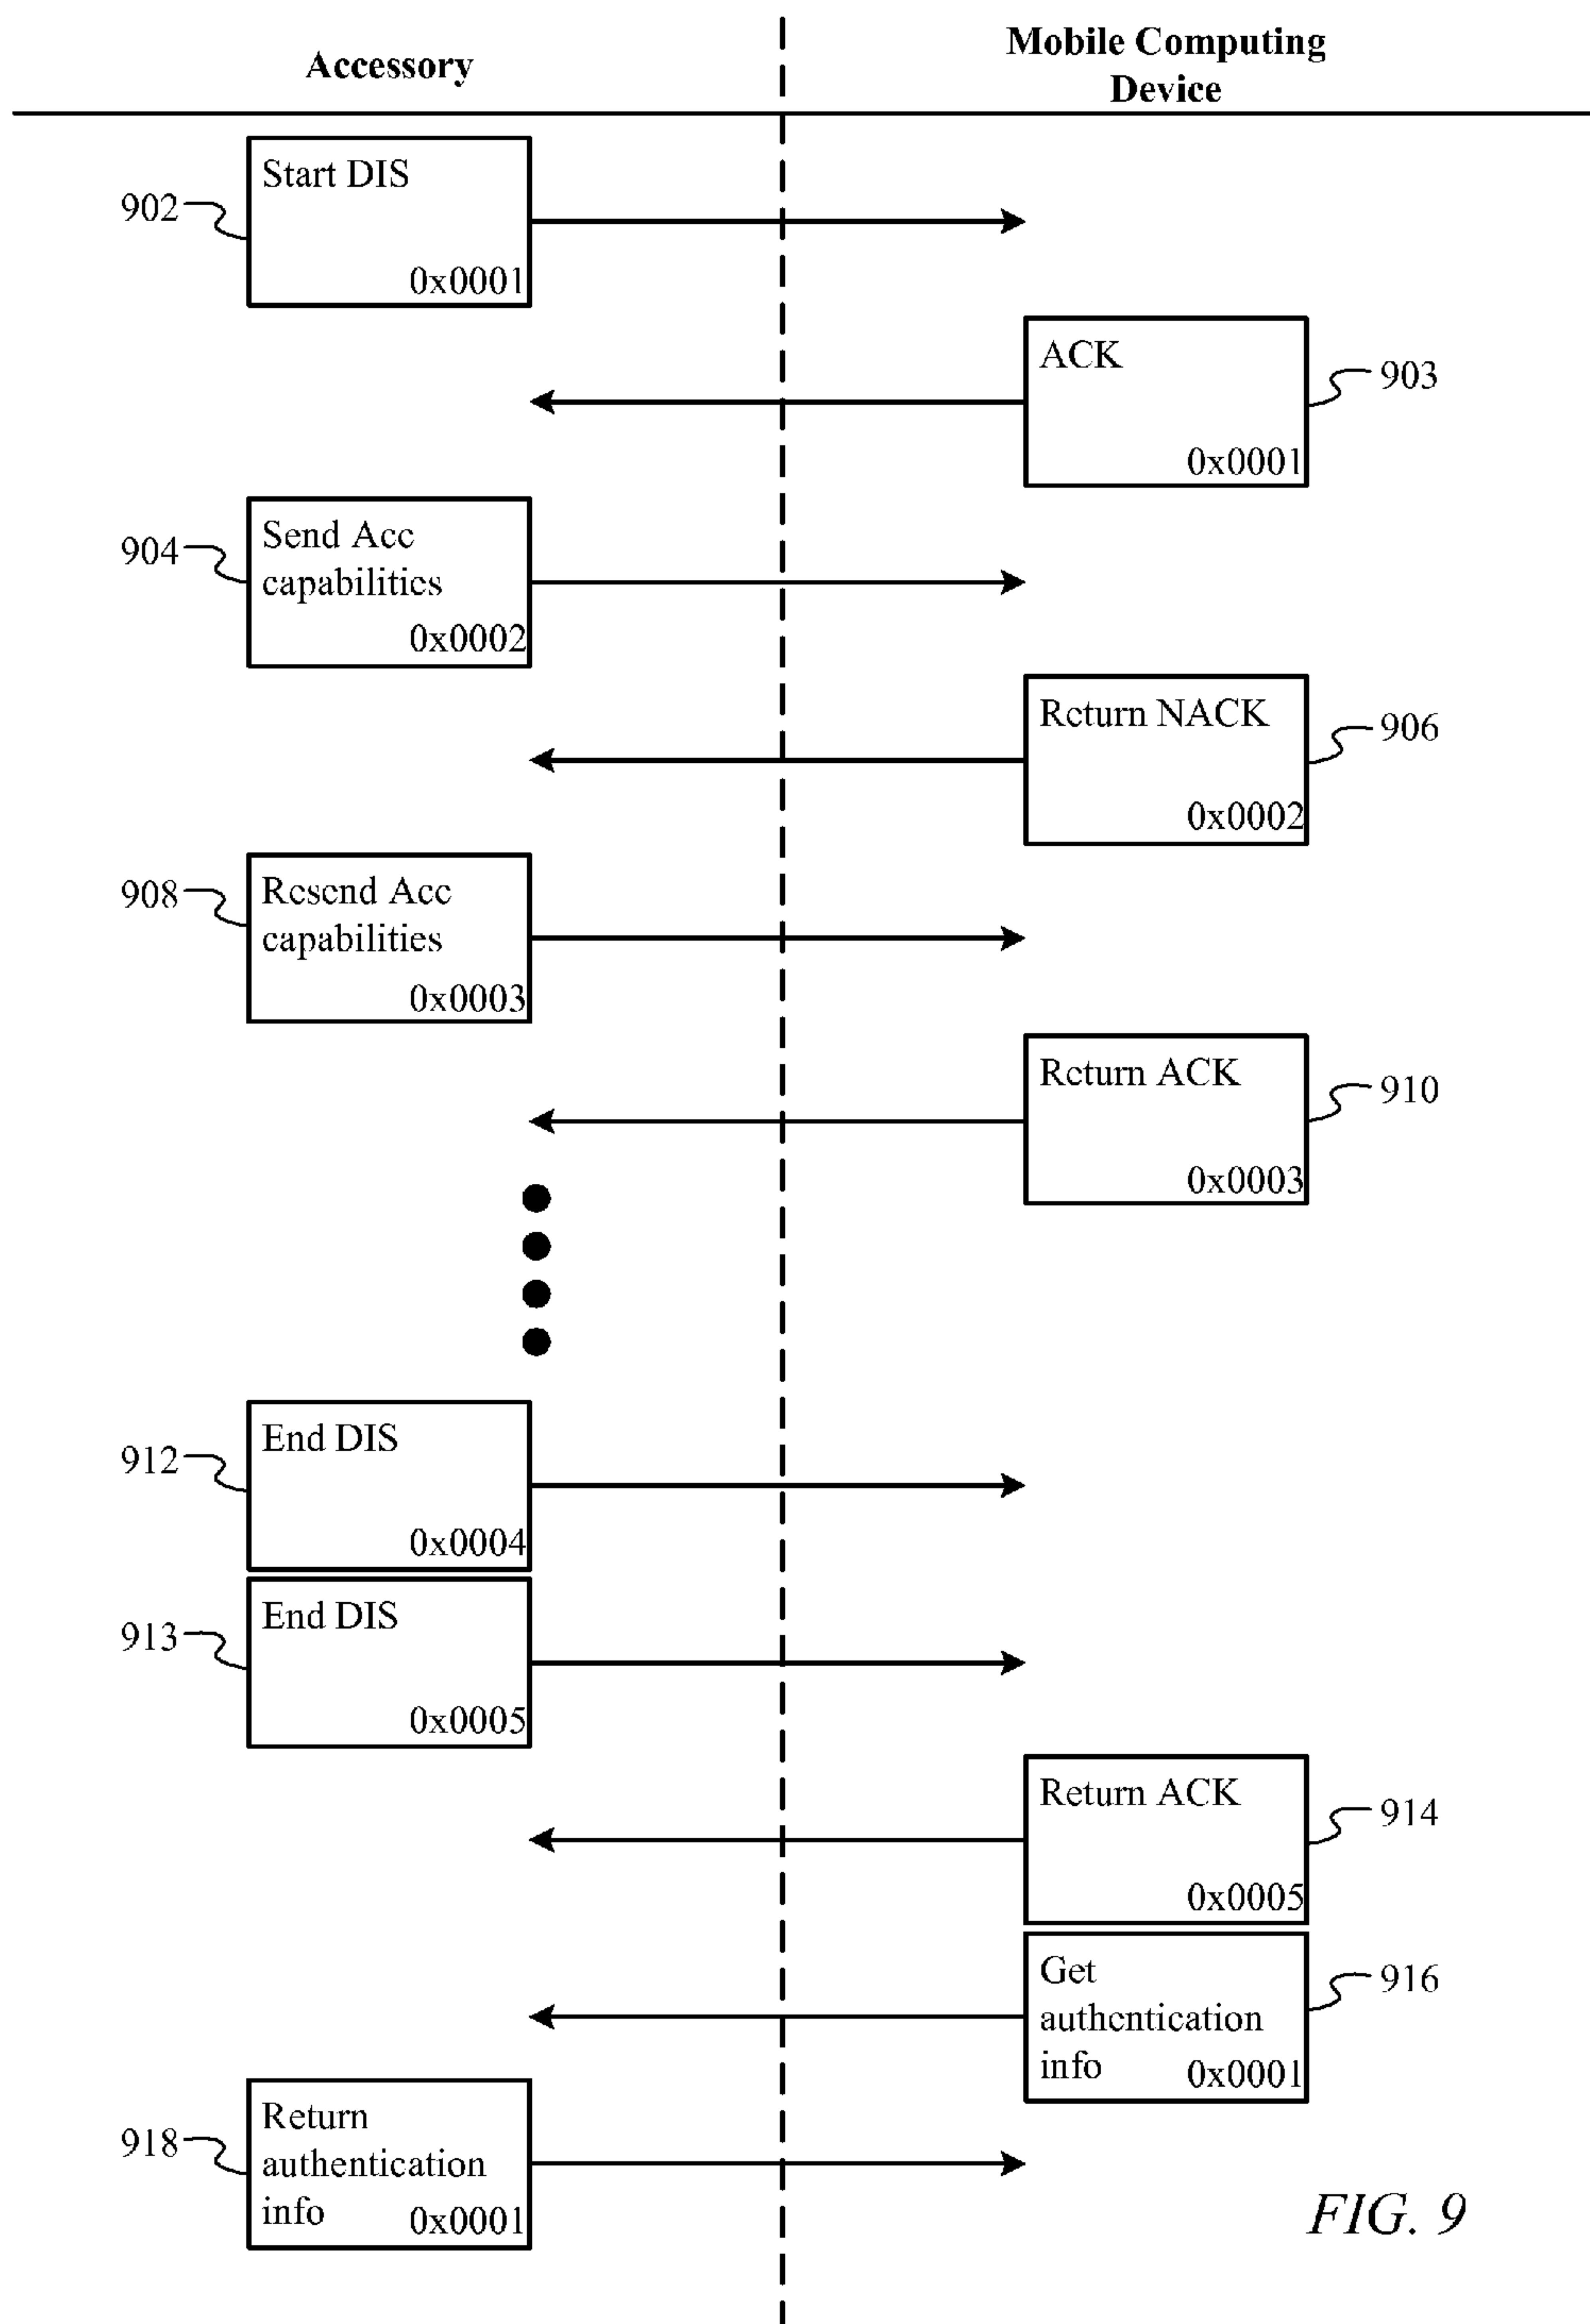 Accessory
Mobile Computing
Device
Start DIS
902
0x0001
ACK
903
0x0001
Send Acc
904
capabilities
0x0002
Return NACK
906
0x0002
Resend Acc
908
capabilities
0x0003
Return ACK
910
0x0003
End DIS
912
0x0004
End DIS
913
0x0005
Return ACK
914
0x0005
Get
916
authentication
info 0x0001
Return
918
authentication
info 0x0001
FIG. 9